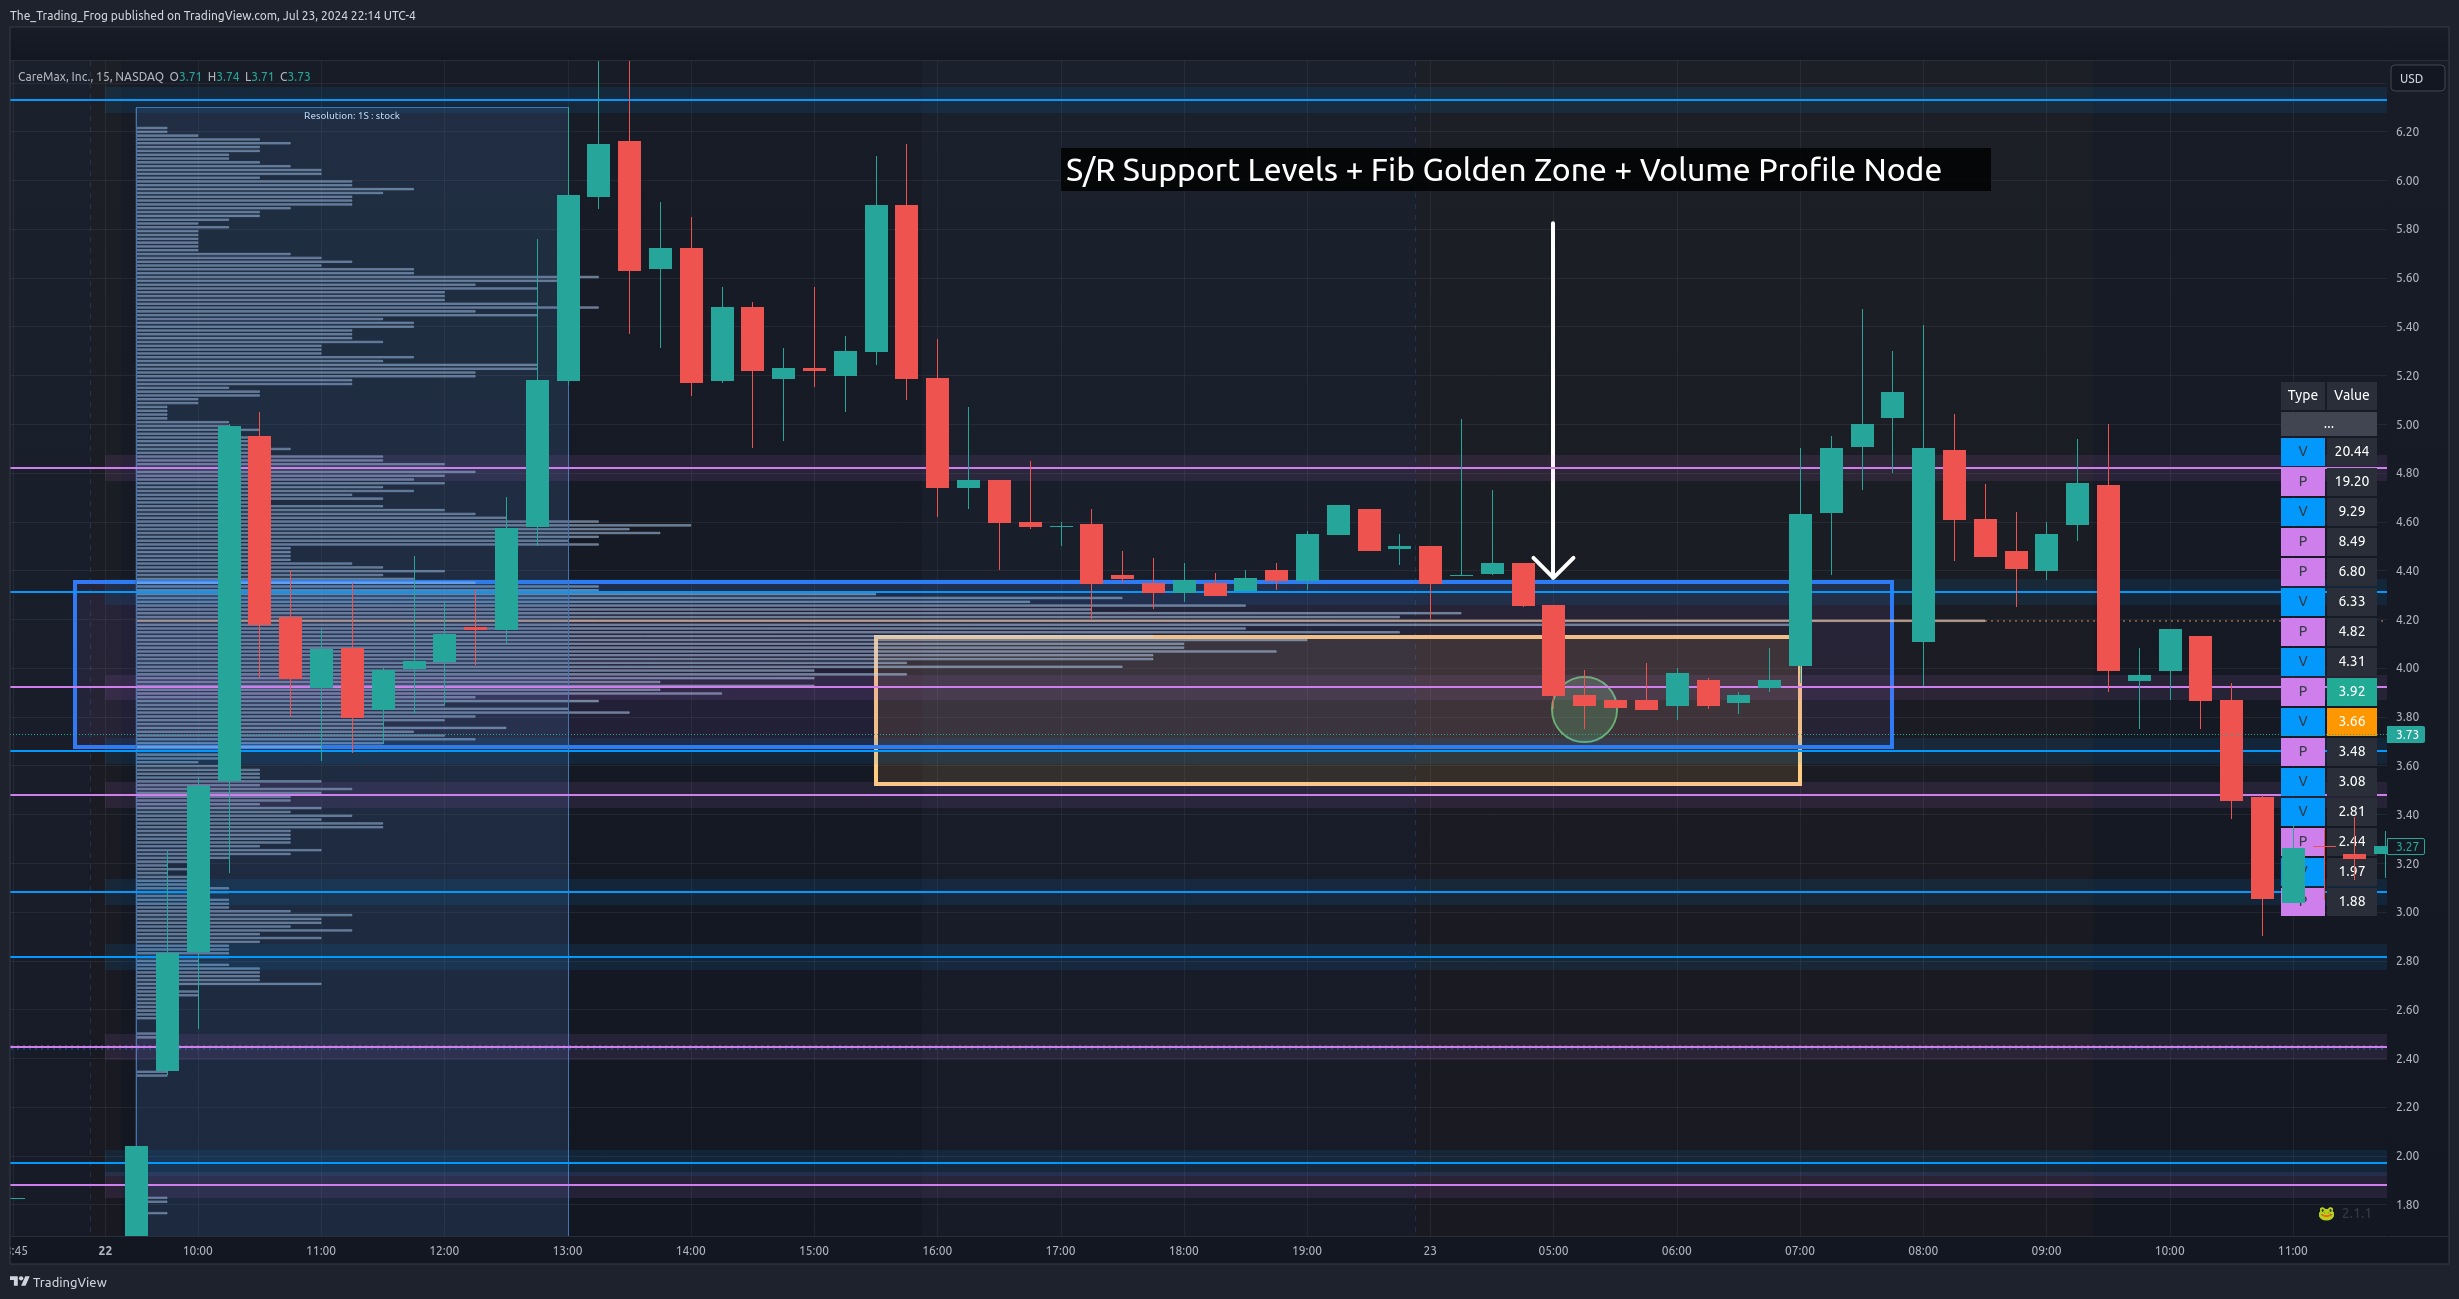 The_Trading_Frog published on TradingView.com, Jul 23, 2024 22:14 UTC-4
CareMax, Inc., 15, NASDAQ O3.71 H3.74 L3.71 C3.73
USD
Resolution: 1S : stock
S/R Support Levels + Fib Golden Zone + Volume Profile Node
6.20
6.00
5.80
5.60
5.40
5.20
5.00
4.80
4.60
4.40
4.20
4.00
3.80
3.73
3.60
3.40
3.27
3.20
3.00
2.80
2.60
2.40
2.20
2.00
1.80
Type Value
...
V 20.44
P 19.20
V 9.29
P 8.49
P 6.80
V 6.33
P 4.82
V 4.31
P 3.92
V 3.66
P 3.48
V 3.08
V 2.81
P 2.44
1.97
1.88
2.1.1
:45 22 10:00 11:00 12:00 13:00 14:00 15:00 16:00 17:00 18:00 19:00 23 05:00 06:00 07:00 08:00 09:00 10:00 11:00
TradingView